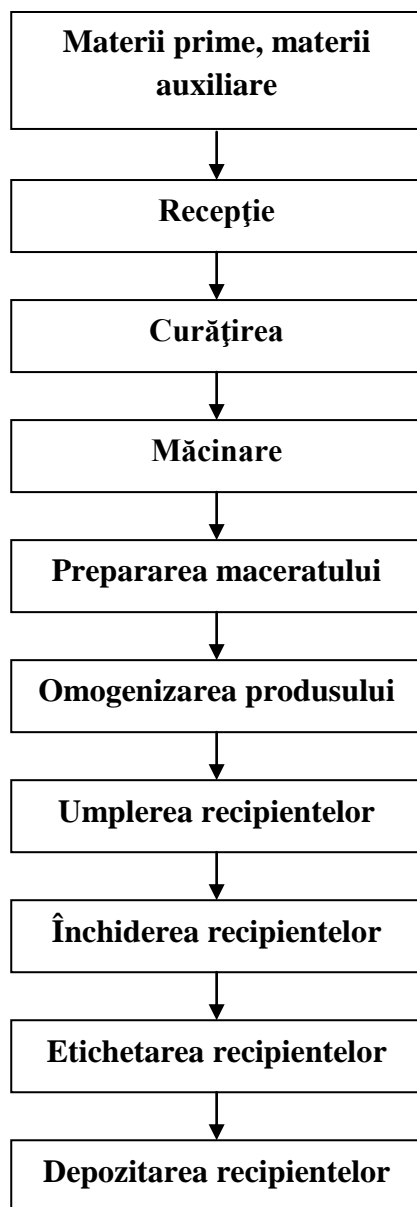 Materii prime, materii
auxiliare
Recepţie
Curăţirea
Măcinare
Prepararea maceratului
Omogenizarea produsului
Umplerea recipientelor
Închiderea recipientelor
Etichetarea recipientelor
Depozitarea recipientelor